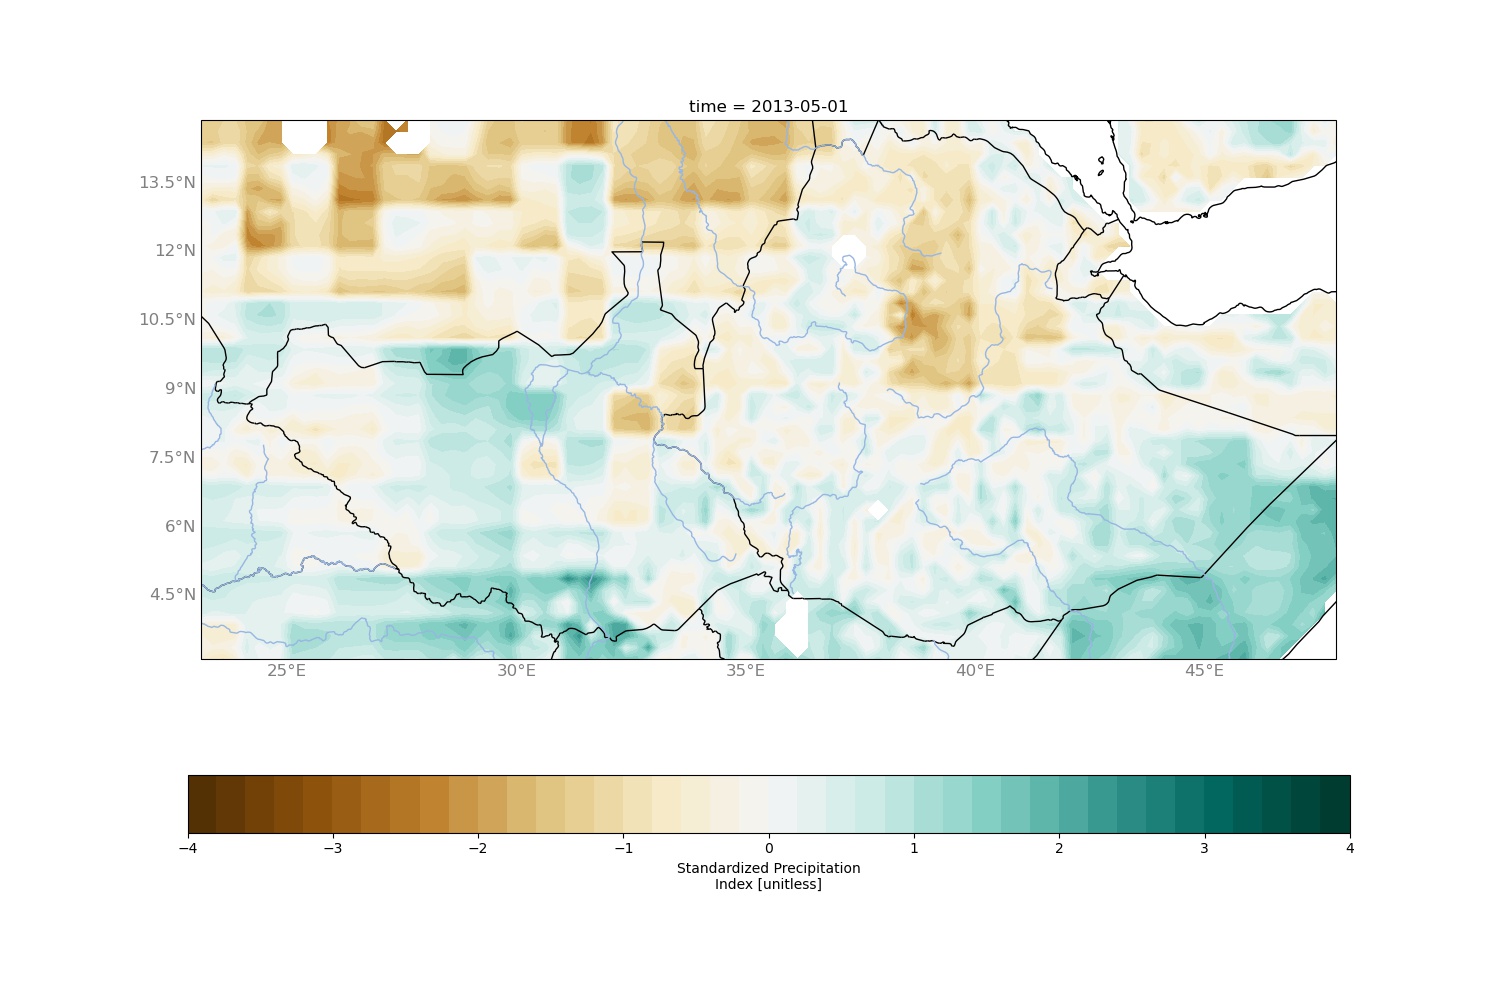 time = 2013-05-01
13.5°N
12°N
10.5°N
9°N
7.5°N
6°N
4.5°N
25°E 30°E 35°E 40°E 45°E
−4 −3 −2 −1 0 1 2 3 4
Standardized Precipitation
Index [unitless]